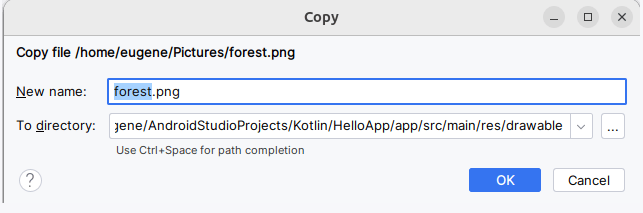 Copy
Copy file /home/eugene/Pictures/forest.png
New name: forest.png
To directory: gene/AndroidStudioProjects/Kotlin/HelloApp/app/src/main/res/drawable ...
Use Ctrl+Space for path completion
? OK Cancel